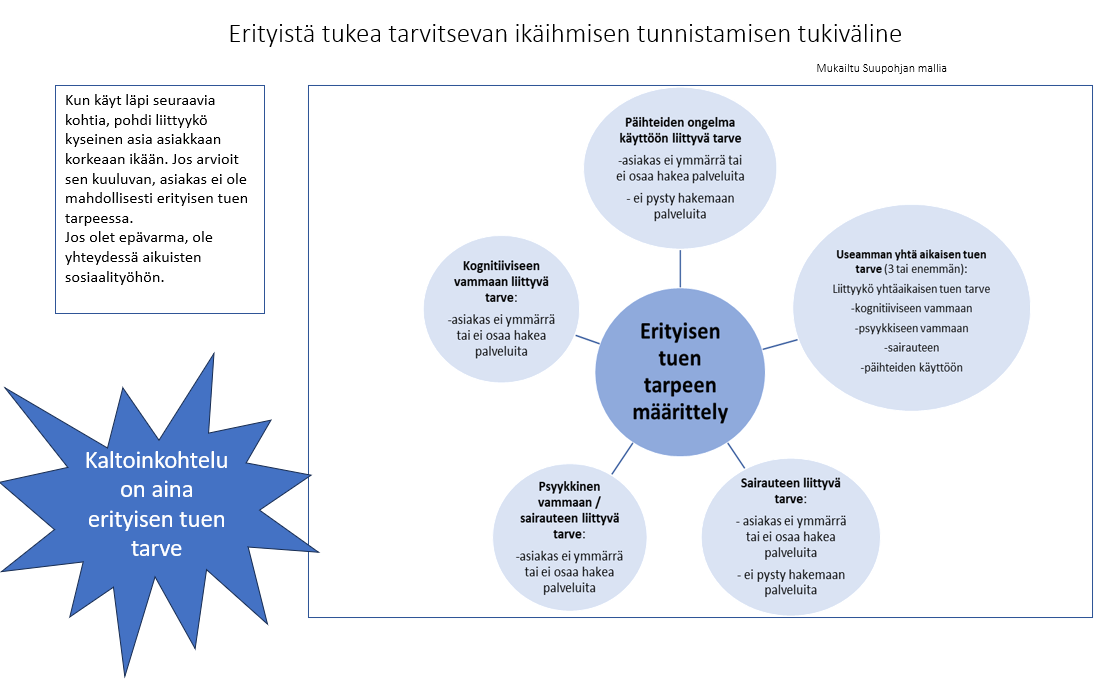 Erityistä tukea tarvitsevan ikäihmisen tunnistamisen tukiväline
Mukailtu Suupohjan mallia
Kun käyt läpi seuraavia
kohtia, pohdi liittyykö
kyseinen asia asiakkaan
korkeaan ikään. Jos arvioit
sen kuuluvan, asiakas ei ole
mahdollisesti erityisen tuen
tarpeessa.
Jos olet epävarma, ole
yhteydessä aikuisten
sosiaalityöhön.
Päihteiden ongelma
käyttöön liittyvä tarve
-asiakas ei ymmärrä tai
ei osaa hakea palveluita
- ei pysty hakemaan
palveluita
Useamman yhtä aikaisen tuen
tarve (3 tai enemmän):
Liittyykö yhtäaikaisen tuen tarve
-kognitiiviseen vammaan
-psyykkiseen vammaan
-sairauteen
-päihteiden käyttöön
Kognitiiviseen
vammaan liittyvä
tarve:
-asiakas ei ymmärrä
tai ei osaa hakea
palveluita
Erityisen
tuen
tarpeen
määrittely
Psyykkinen
vammaan /
sairauteen liittyvä
tarve:
-asiakas ei ymmärrä
tai ei osaa hakea
palveluita
Sairauteen liittyvä
tarve:
- asiakas ei ymmärrä
tai ei osaa hakea
palveluita
- ei pysty hakemaan
palveluita
Kaltoinkohtelu
on aina
erityisen tuen
tarve